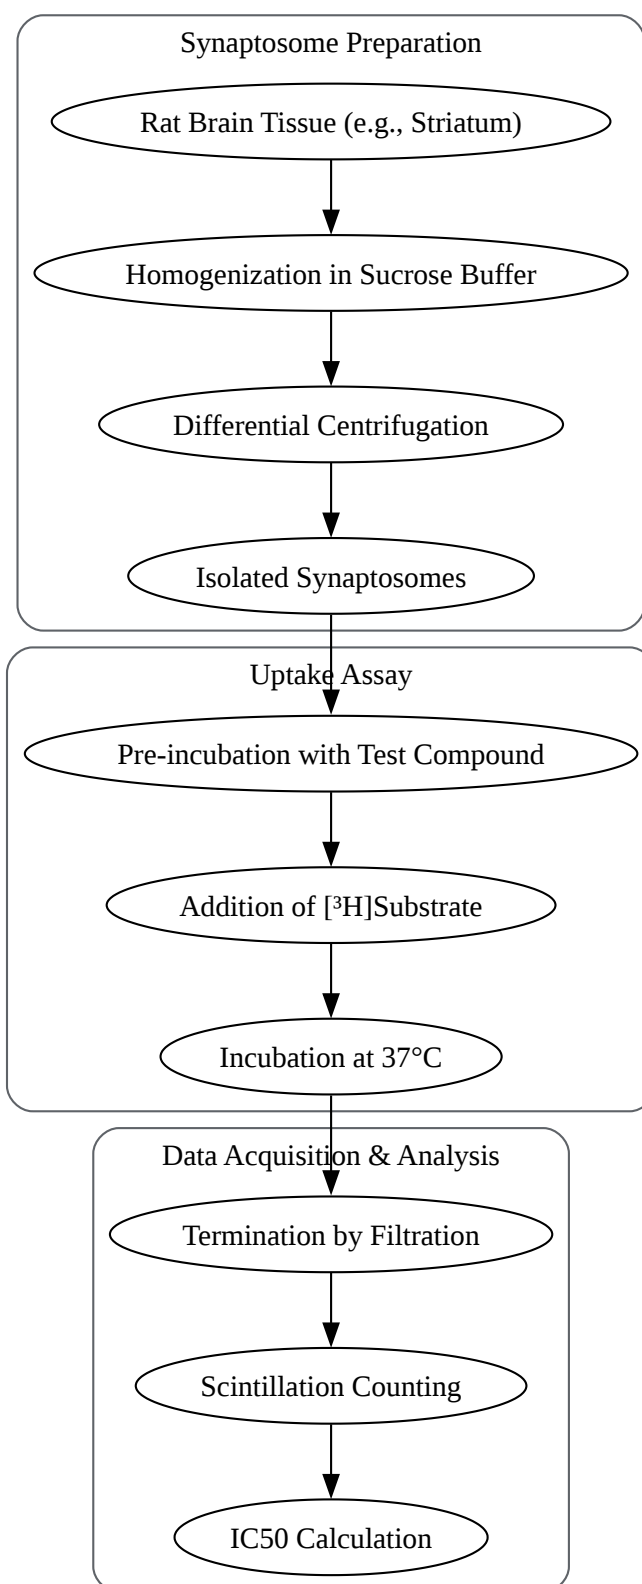 Synaptosome Preparation
Rat Brain Tissue (e.g., Striatum)
Homogenization in Sucrose Buffer
Differential Centrifugation
Isolated Synaptosomes
Uptake Assay
Pre-incubation with Test Compound
Addition of [³H]Substrate
Incubation at 37°C
Data Acquisition & Analysis
Termination by Filtration
Scintillation Counting
IC50 Calculation